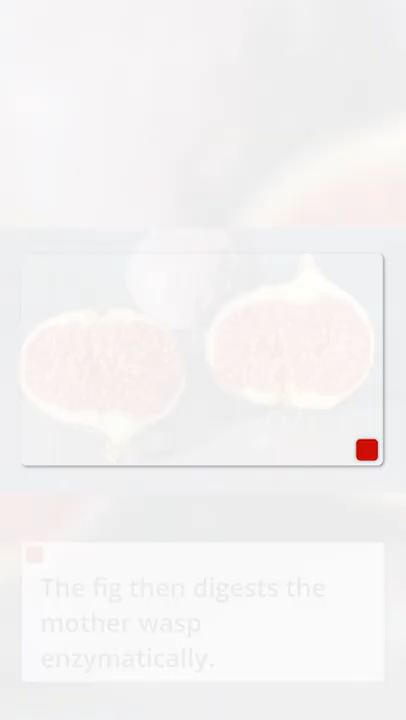 The fig then digests the
mother wasp
enzymatically.